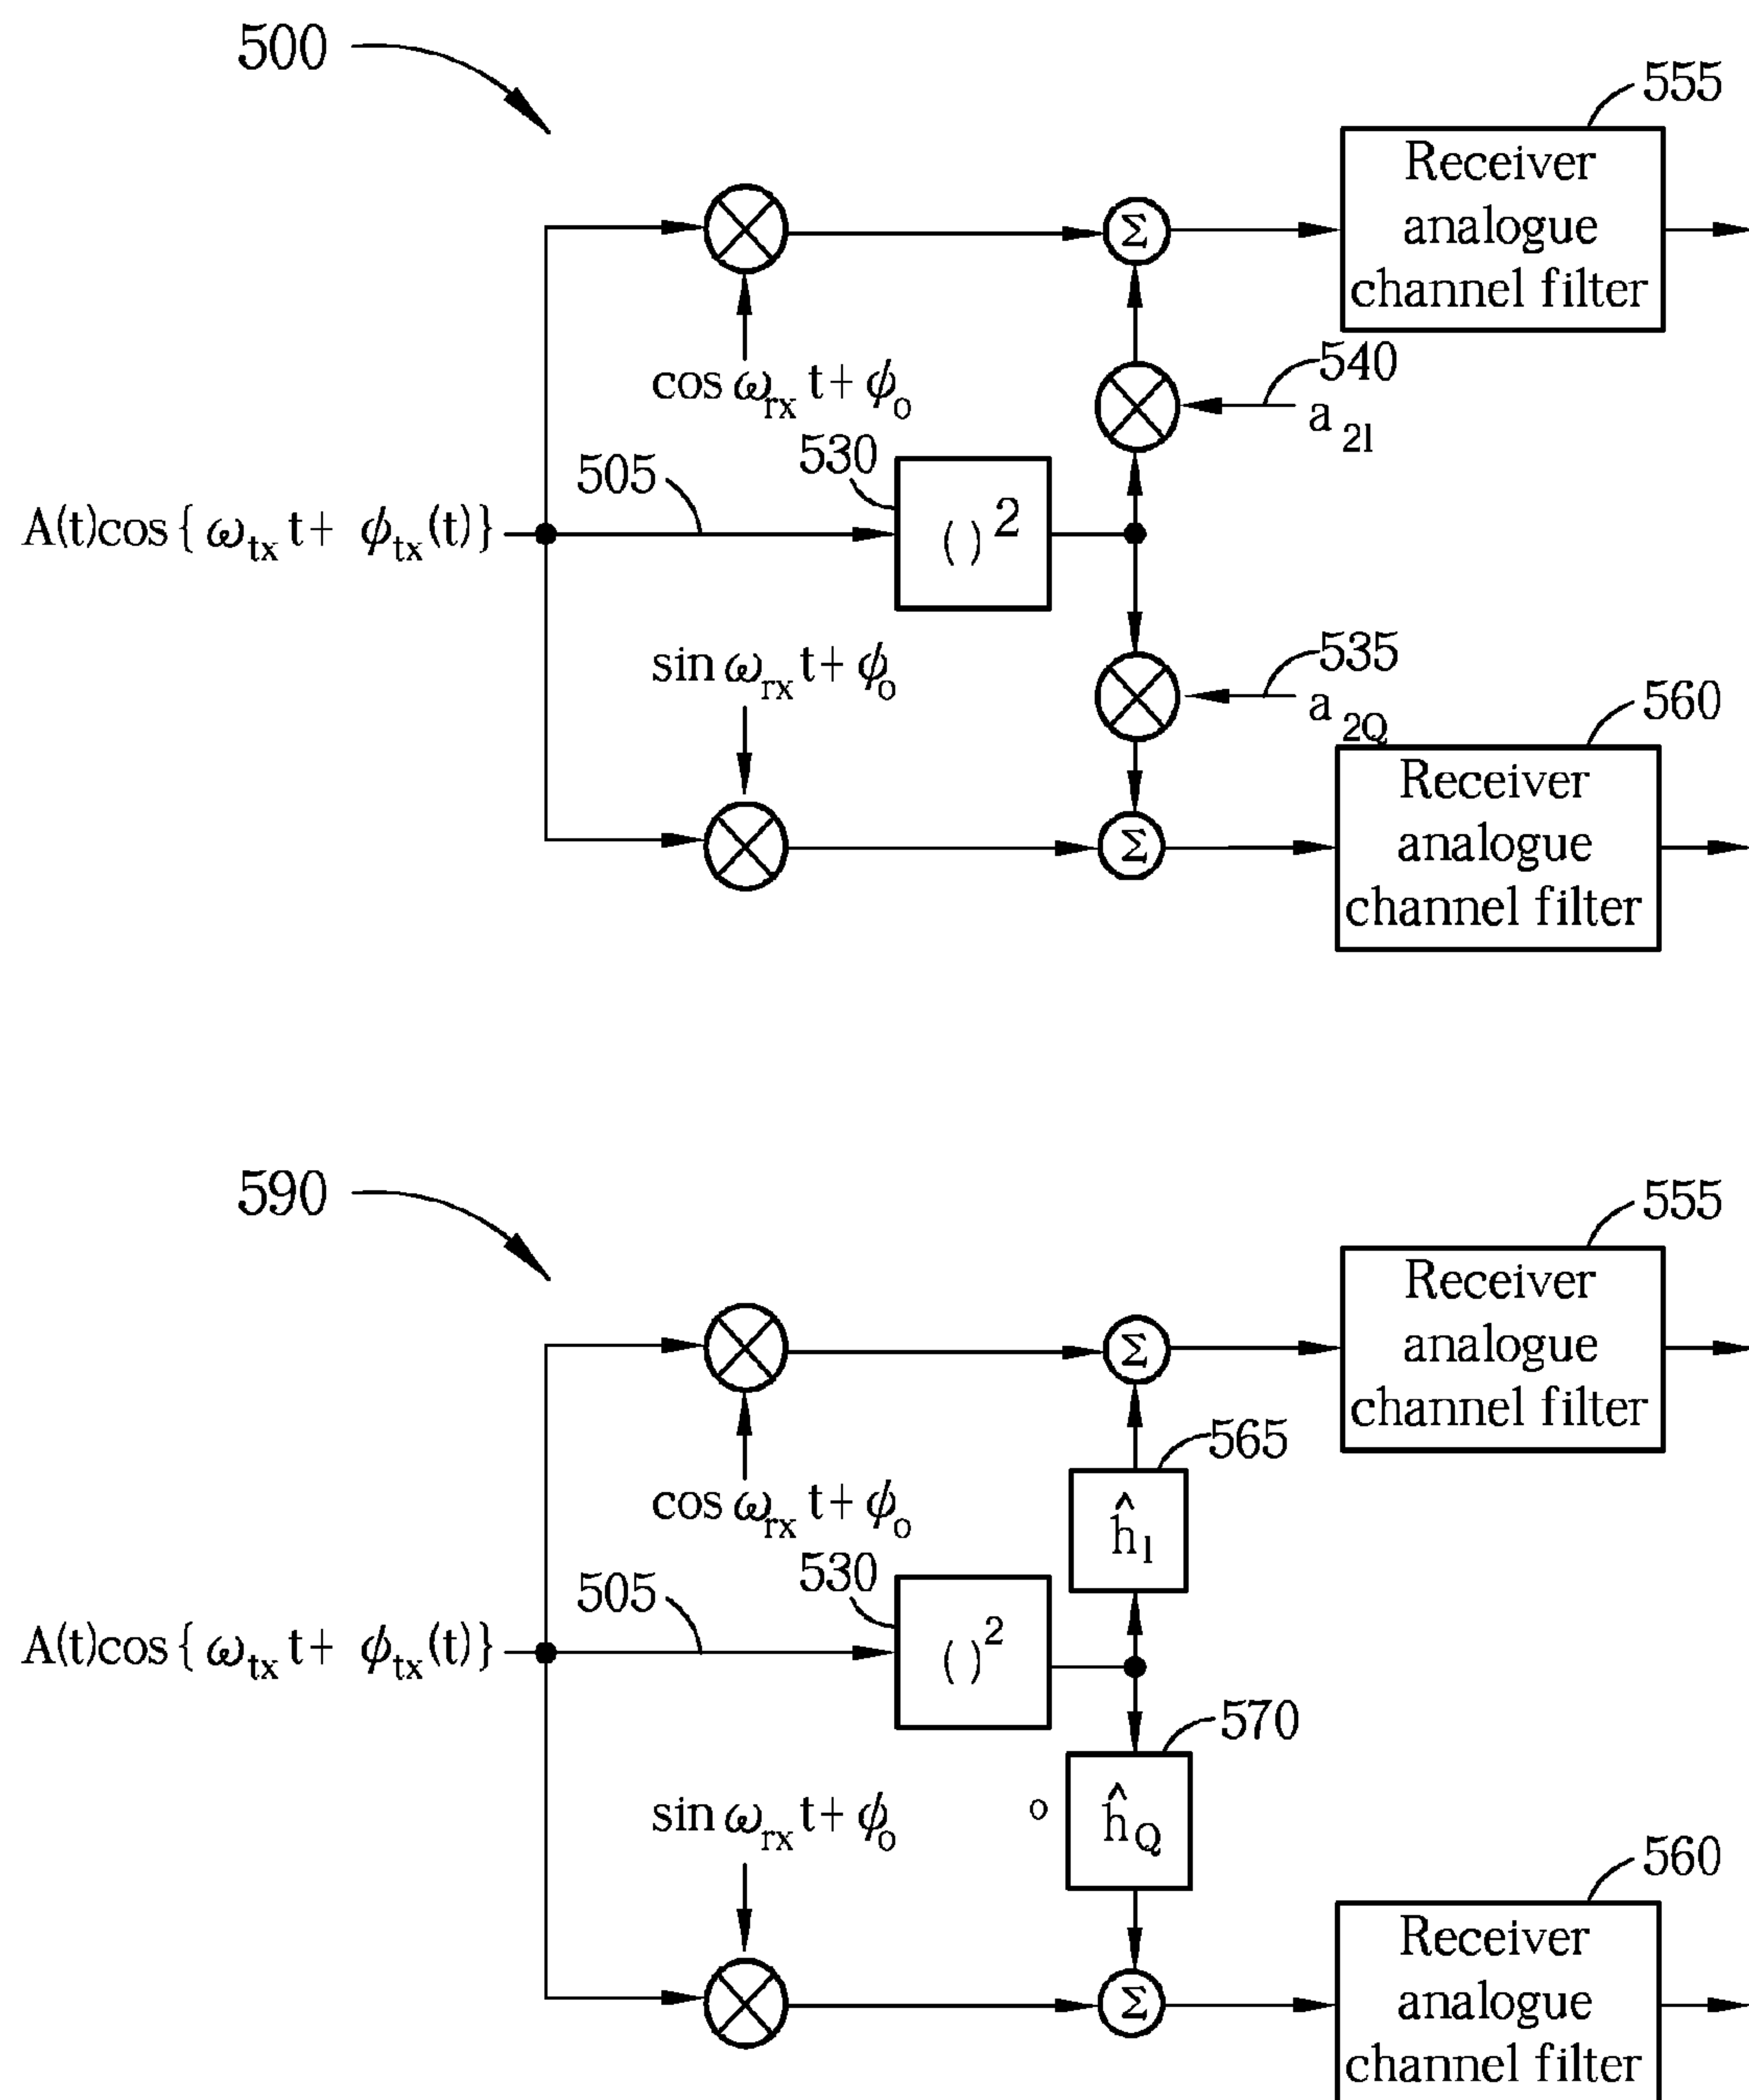 500
555
Receiver
analogue
channel filter
Σ
cos ω_rx t + ϕ_o
540
a_2I
505
530
A(t)cos{ω_tx t + ϕ_tx(t)}
( )²
sin ω_rx t + ϕ_o
535
a_2Q
560
Receiver
analogue
channel filter
Σ
590
555
Receiver
analogue
channel filter
Σ
565
ĥ_I
cos ω_rx t + ϕ_o
505
530
A(t)cos{ω_tx t + ϕ_tx(t)}
( )²
570
o
ĥ_Q
sin ω_rx t + ϕ_o
560
Receiver
analogue
channel filter
Σ